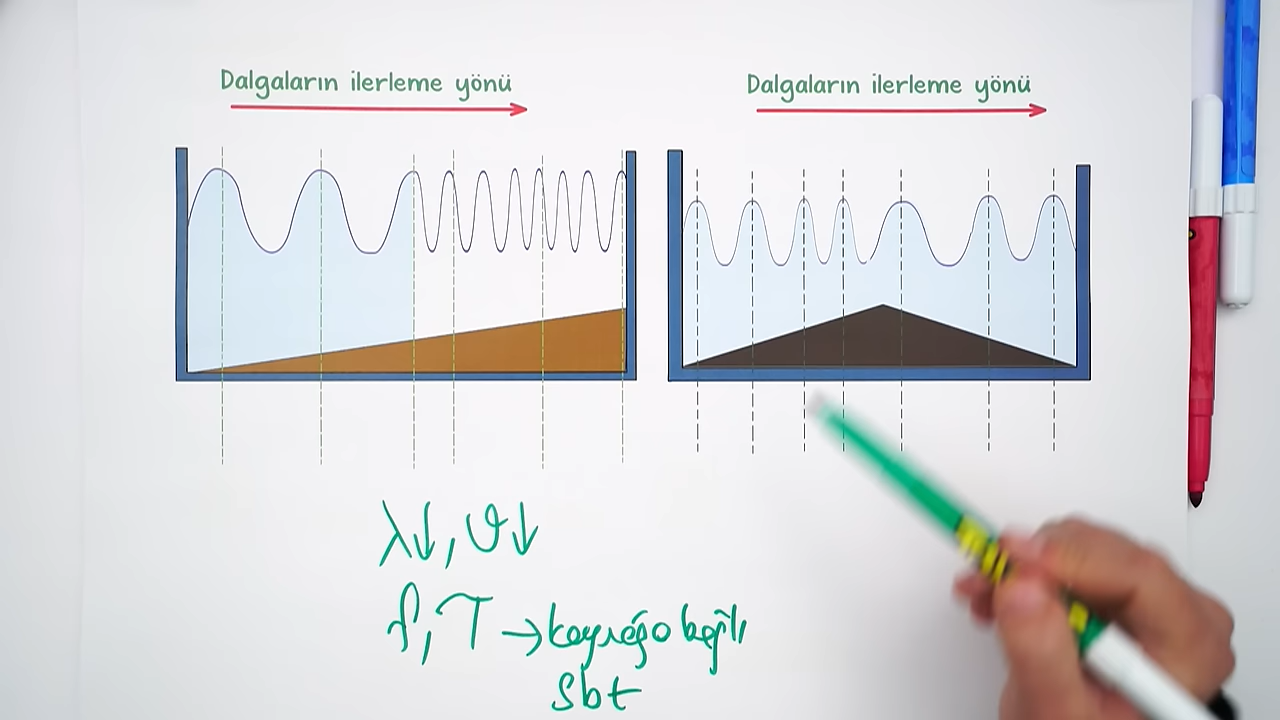 Dalgaların ilerleme yönü
Dalgaların ilerleme yönü
λ↓, ϑ↓
f, T → kaynağa bağlı
sbt